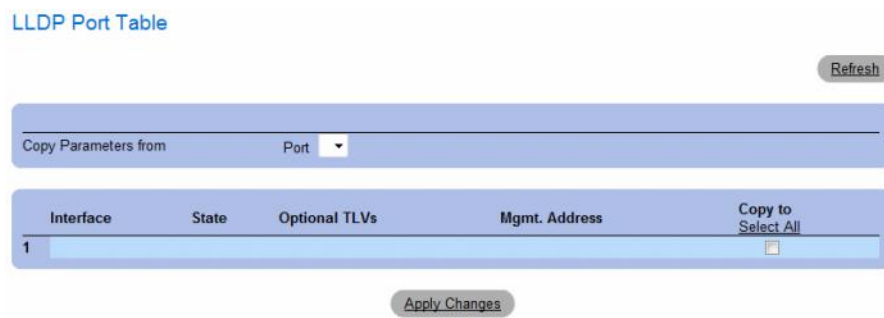 LLDP Port Table
Refresh
Copy Parameters from Port
Interface State Optional TLVs Mgmt. Address Copy to
Select All
1
Apply Changes